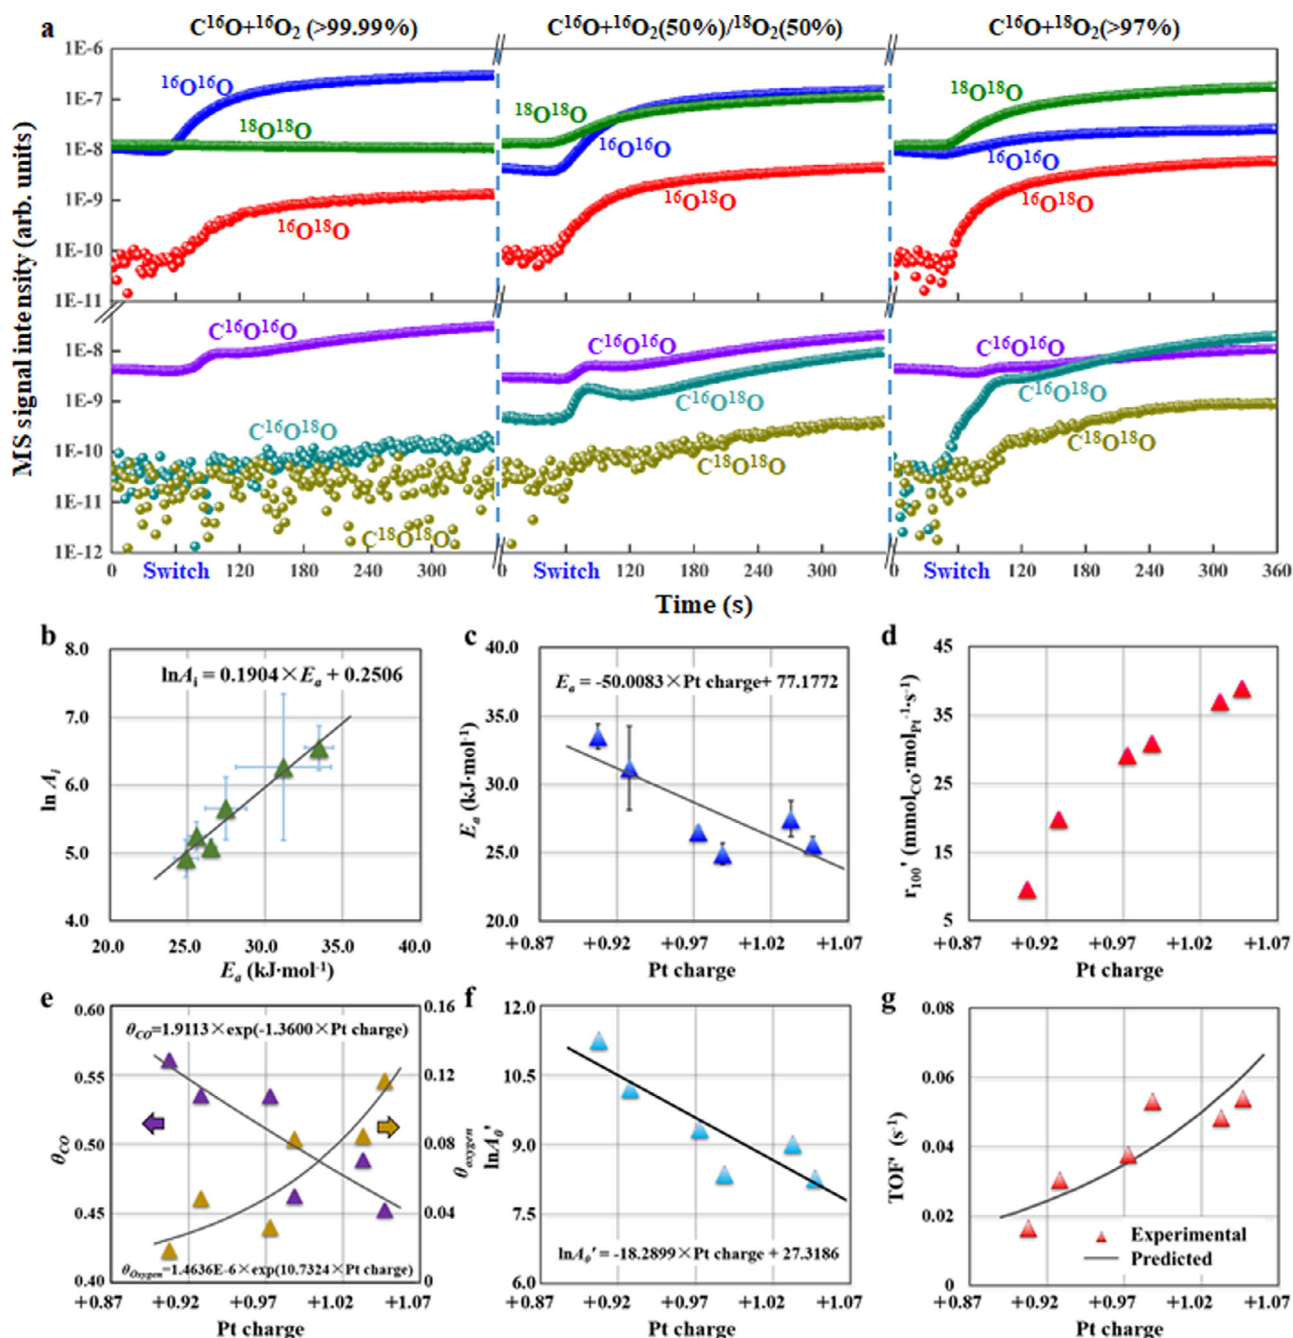 a
C¹⁶O+¹⁶O₂ (>99.99%)
C¹⁶O+¹⁶O₂(50%)/¹⁸O₂(50%)
C¹⁶O+¹⁸O₂(>97%)
MS signal intensity (arb. units)
1E-6
1E-7
1E-8
1E-9
1E-10
1E-11
¹⁶O¹⁶O
¹⁸O¹⁸O
¹⁶O¹⁸O
¹⁸O¹⁸O
¹⁶O¹⁶O
¹⁶O¹⁸O
¹⁸O¹⁸O
¹⁶O¹⁶O
¹⁶O¹⁸O
1E-8
1E-9
1E-10
1E-11
1E-12
C¹⁶O¹⁶O
C¹⁶O¹⁸O
C¹⁸O¹⁸O
C¹⁶O¹⁶O
C¹⁶O¹⁸O
C¹⁸O¹⁸O
C¹⁶O¹⁶O
C¹⁶O¹⁸O
C¹⁸O¹⁸O
0 60 120 180 240 300 0 60 120 180 240 300 0 60 120 180 240 300 360
Switch Switch Switch
Time (s)
b
lnAᵢ = 0.1904×Eₐ + 0.2506
ln Aᵢ
8.0
7.0
6.0
5.0
4.0
20.0 25.0 30.0 35.0 40.0
Eₐ (kJ·mol⁻¹)
c
Eₐ = -50.0083×Pt charge+ 77.1772
Eₐ (kJ·mol⁻¹)
40.0
35.0
30.0
25.0
20.0
+0.87 +0.92 +0.97 +1.02 +1.07
Pt charge
d
r₁₀₀' (mmol_CO·mol_Pt⁻¹·s⁻¹)
45
35
25
15
5
+0.87 +0.92 +0.97 +1.02 +1.07
Pt charge
e
θ_CO=1.9113×exp(-1.3600×Pt charge)
θ_CO
0.60
0.55
0.50
0.45
0.40
0.16
0.12
0.08
0.04
0
θ_oxygen
θ_Oxygen=1.4636E-6×exp(10.7324×Pt charge)
+0.87 +0.92 +0.97 +1.02 +1.07
Pt charge
f
lnA₀'
12.0
10.5
9.0
7.5
6.0
lnA₀' = -18.2899×Pt charge + 27.3186
+0.87 +0.92 +0.97 +1.02 +1.07
Pt charge
g
TOF' (s⁻¹)
0.08
0.06
0.04
0.02
0
Experimental
Predicted
+0.87 +0.92 +0.97 +1.02 +1.07
Pt charge